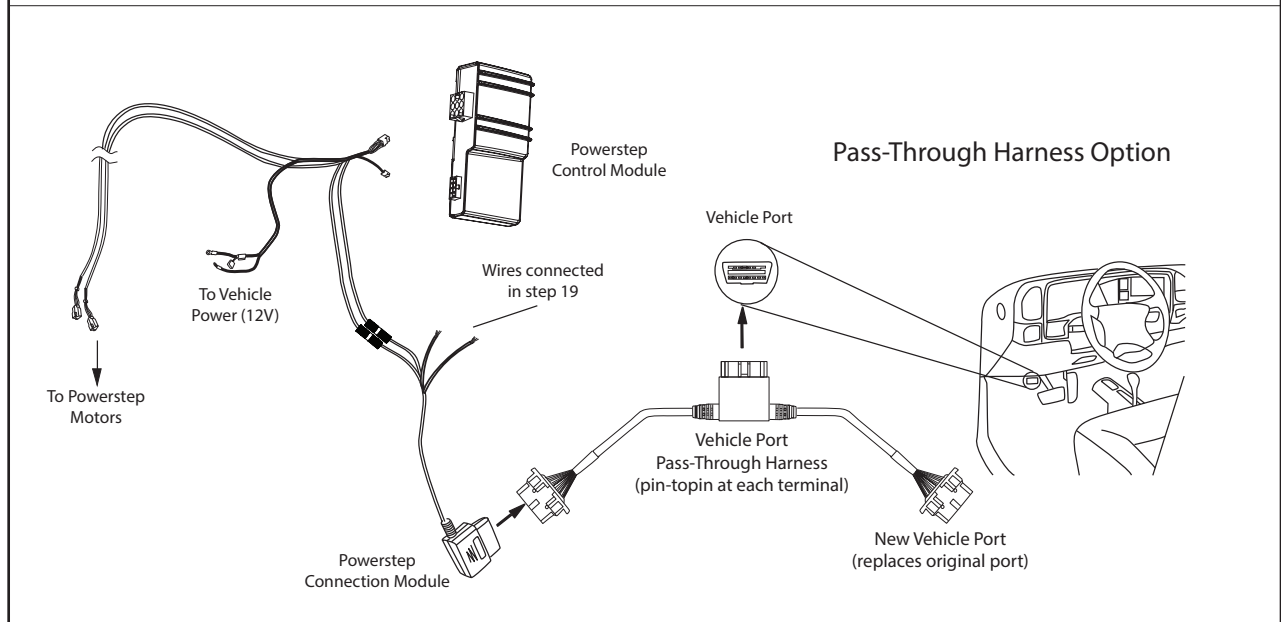 Powerstep
Control Module
Pass-Through Harness Option
Vehicle Port
Wires connected
in step 19
To Vehicle
Power (12V)
To Powerstep
Motors
Vehicle Port
Pass-Through Harness
(pin-topin at each terminal)
New Vehicle Port
(replaces original port)
Powerstep
Connection Module